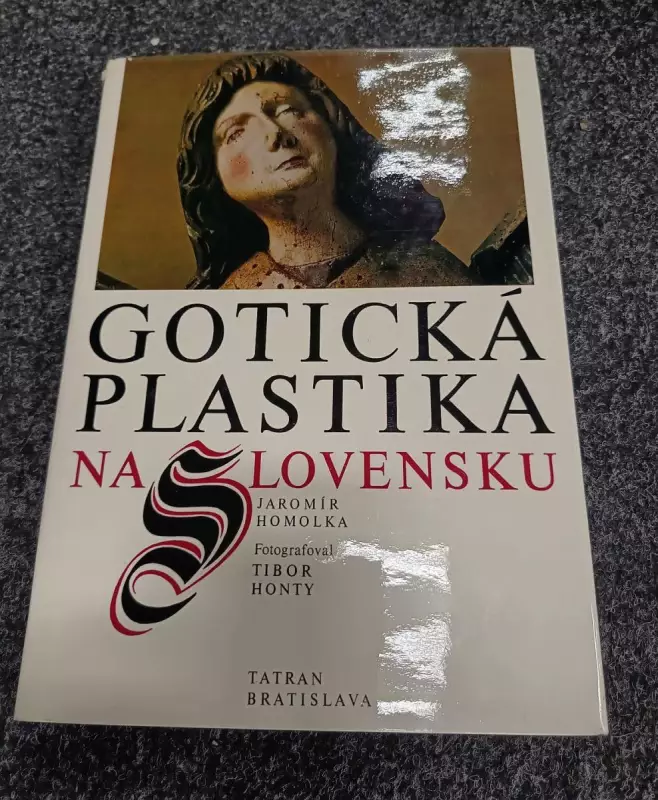 GOTICKÁ
PLASTIKA
NA SLOVENSKU
JAROMÍR
HOMOLKA
Fotografoval
TIBOR
HONTY
TATRAN
BRATISLAVA